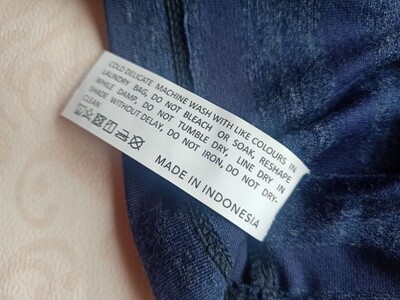 COLD DELICATE MACHINE WASH WITH LIKE COLOURS IN
LAUNDRY BAG, DO NOT BLEACH OR SOAK, RESHAPE
WHILE DAMP, DO NOT TUMBLE DRY, LINE DRY IN
SHADE WITHOUT DELAY, DO NOT IRON, DO NOT DRY-
CLEAN
MADE IN INDONESIA